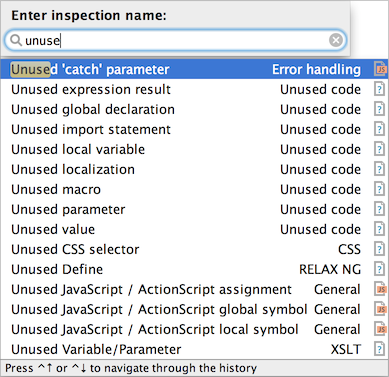 Enter inspection name:
unuse
Unused 'catch' parameter Error handling
Unused expression result Unused code
Unused global declaration Unused code
Unused import statement Unused code
Unused local variable Unused code
Unused localization Unused code
Unused macro Unused code
Unused parameter Unused code
Unused value Unused code
Unused CSS selector CSS
Unused Define RELAX NG
Unused JavaScript / ActionScript assignment General
Unused JavaScript / ActionScript global symbol General
Unused JavaScript / ActionScript local symbol General
Unused Variable/Parameter XSLT
Press ^↑ or ^↓ to navigate through the history